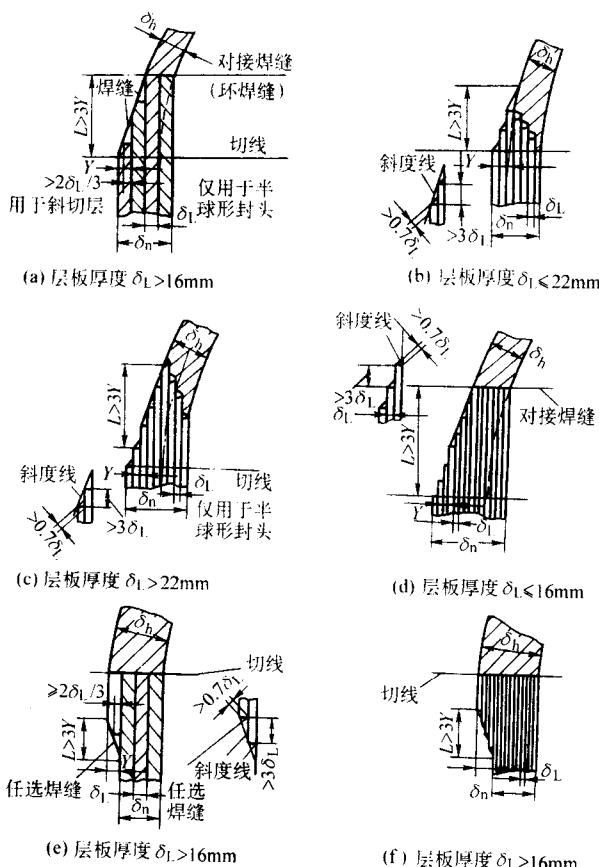 δh
对接焊缝
(环焊缝)
焊缝
L>3Y
切线
Y
>2δL/3
用于斜切层
仅用于半
球形封头
δL
δn
(a) 层板厚度 δL>16mm
δh
L>3Y
切线
Y
斜度线
>0.7δL
>3δL
δL
δn
(b) 层板厚度 δL≤22mm
δh
L>3Y
Y
切线
δn
δL
仅用于半
球形封头
斜度线
>0.7δL
>3δL
(c) 层板厚度 δL>22mm
斜度线
>0.7δL
>3δL
δL
δh
对接焊缝
L>3Y
切线
Y
δL
δn
(d) 层板厚度 δL≤16mm
δh
切线
≥2δL/3
>0.7δL
L>3Y
Y
斜度线
>3δL
任选焊缝
δL
任选
焊缝
δn
(e) 层板厚度 δL>16mm
δh
切线
L>3Y
δL
δn
(f) 层板厚度 δL>16mm